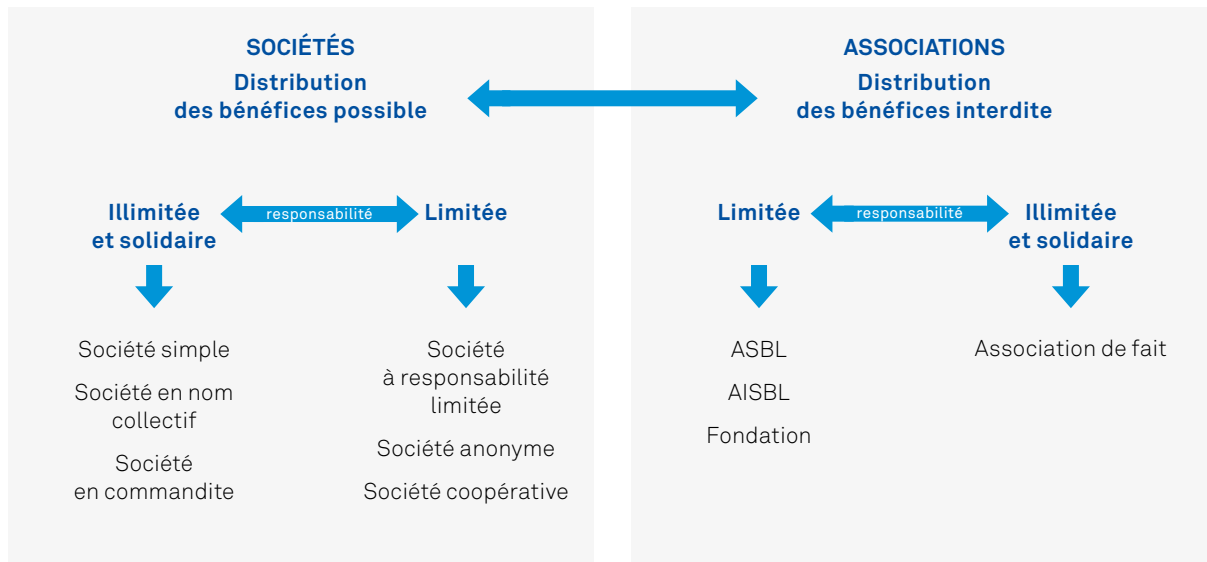 SOCIÉTÉS
Distribution
des bénéfices possible
Illimitée
et solidaire
responsabilité
Limitée
Société simple
Société en nom
collectif
Société
en commandite
Société
à responsabilité
limitée
Société anonyme
Société coopérative
ASSOCIATIONS
Distribution
des bénéfices interdite
Limitée
responsabilité
Illimitée
et solidaire
ASBL
AISBL
Fondation
Association de fait